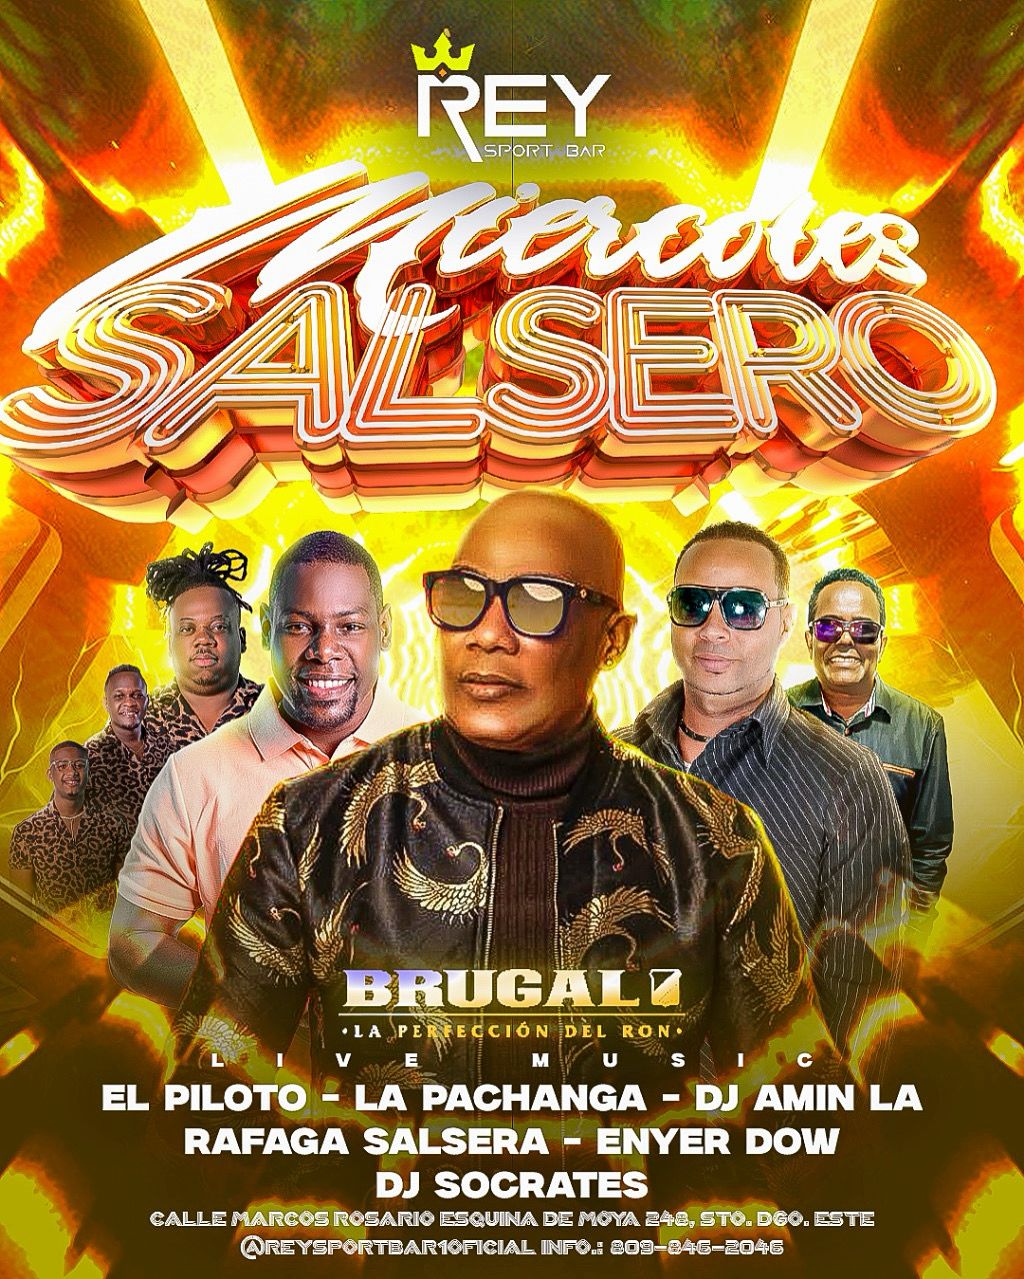 REY
SPORT BAR
Miercoles
SALSERO
BRUGAL
·LA PERFECCIÓN DEL RON·
LIVE MUSIC
EL PILOTO - LA PACHANGA - DJ AMIN LA
RAFAGA SALSERA - ENYER DOW
DJ SOCRATES
CALLE MARCOS ROSARIO ESQUINA DE MOYA 248, STO. DGO. ESTE
@REYSPORTBAR1OFICIAL INFO.: 809-846-2046